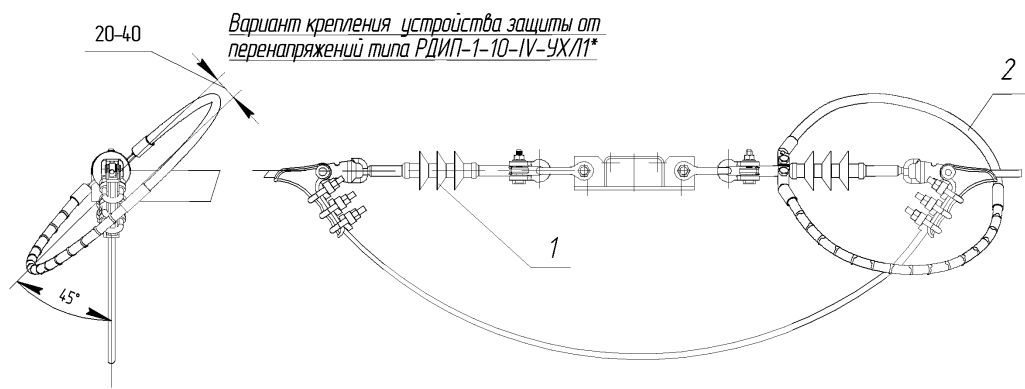 Вариант крепления устройства защиты от
перенапряжений типа РДИП-1-10-IV-УХЛ1*
20-40
2
1
45°